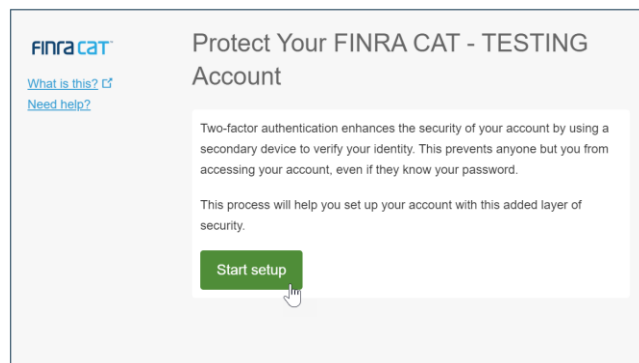 FINRA CAT™
What is this?
Need help?
Protect Your FINRA CAT - TESTING
Account
Two-factor authentication enhances the security of your account by using a
secondary device to verify your identity. This prevents anyone but you from
accessing your account, even if they know your password.
This process will help you set up your account with this added layer of
security.
Start setup